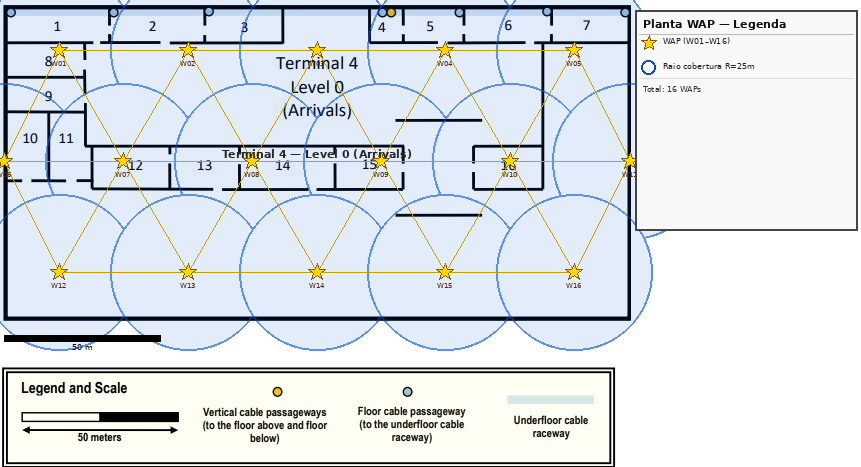 1
2
3
4
5
6
7
Planta WAP — Legenda
WAP (W01–W16)
Raio cobertura R=25m
Total: 16 WAPs
8
W01
W02
Terminal 4
Level 0
(Arrivals)
W04
W05
9
10
11
Terminal 4 — Level 0 (Arrivals)
12
13
14
15
W07
W08
W09
W10
W12
W13
W14
W15
W16
50 m
Legend and Scale
50 meters
Vertical cable passageways
(to the floor above and floor
below)
Floor cable passageway
(to the underfloor cable
raceway)
Underfloor cable
raceway